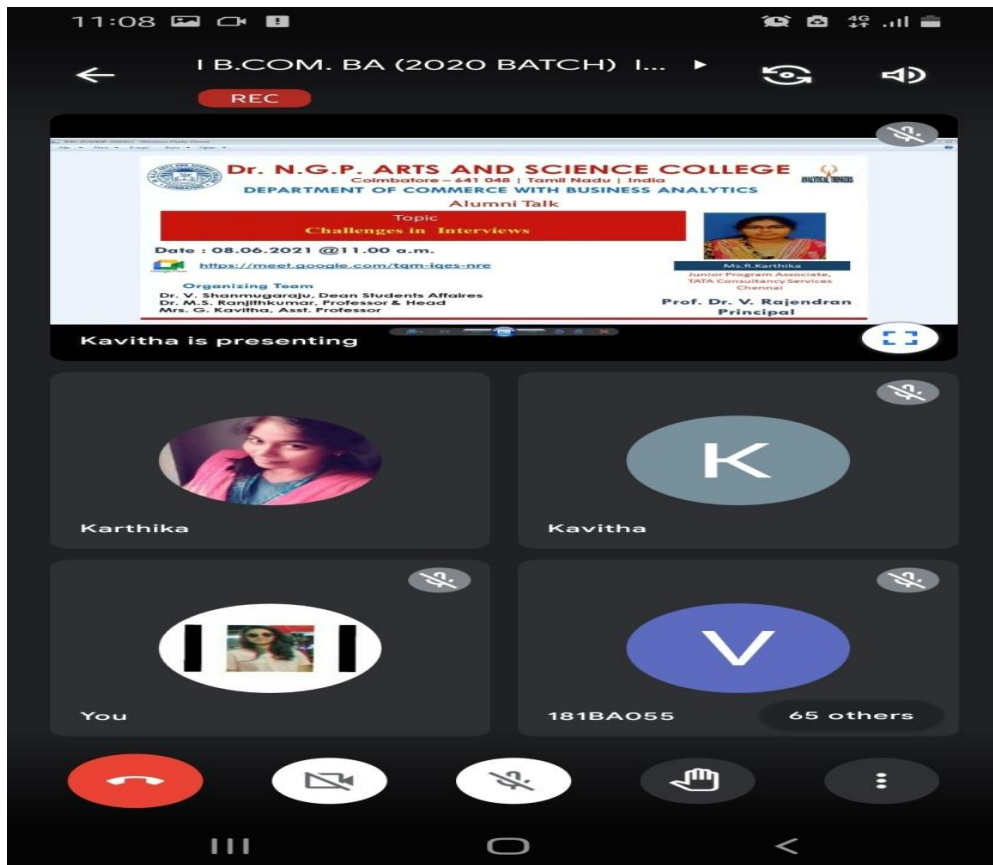 11:08
4G
I B.COM. BA (2020 BATCH) I...
REC
Dr. N.G.P. ARTS AND SCIENCE COLLEGE
Coimbatore – 641 048 | Tamil Nadu | India
DEPARTMENT OF COMMERCE WITH BUSINESS ANALYTICS
ANALYTICAL THINKERS
Alumni Talk
Topic
Challenges in Interviews
Date : 08.06.2021 @11.00 a.m.
https://meet.google.com/tqm-iqes-nre
Organizing Team
Dr. V. Shanmugaraju, Dean Students Affaires
Dr. M.S. Ranjithkumar, Professor & Head
Mrs. G. Kavitha, Asst. Professor
Ms.R.Karthika
Junior Program Associate,
TATA Consultancy Services
Chennai
Prof. Dr. V. Rajendran
Principal
Kavitha is presenting
Karthika
K
Kavitha
You
V
181BA055
65 others